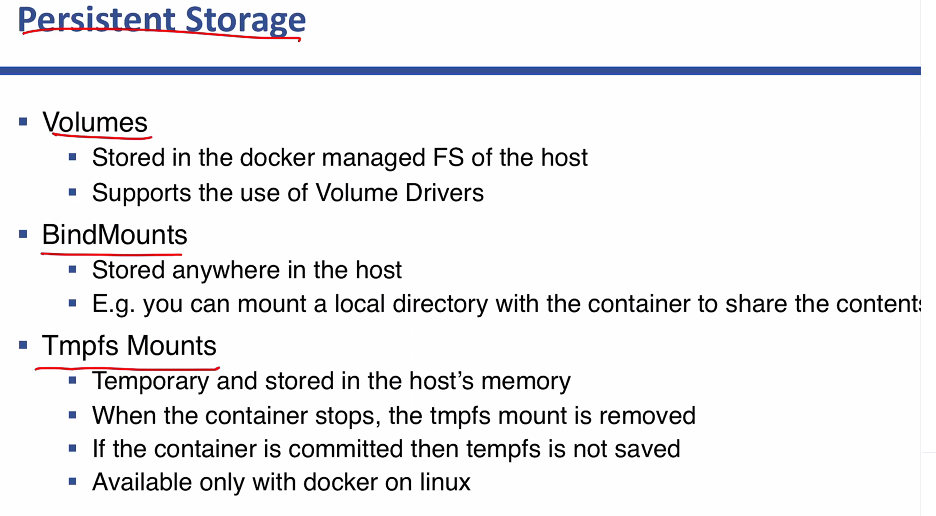 Persistent Storage
▪ Volumes
▪ Stored in the docker managed FS of the host
▪ Supports the use of Volume Drivers
▪ BindMounts
▪ Stored anywhere in the host
▪ E.g. you can mount a local directory with the container to share the contents
▪ Tmpfs Mounts
▪ Temporary and stored in the host's memory
▪ When the container stops, the tmpfs mount is removed
▪ If the container is committed then tempfs is not saved
▪ Available only with docker on linux